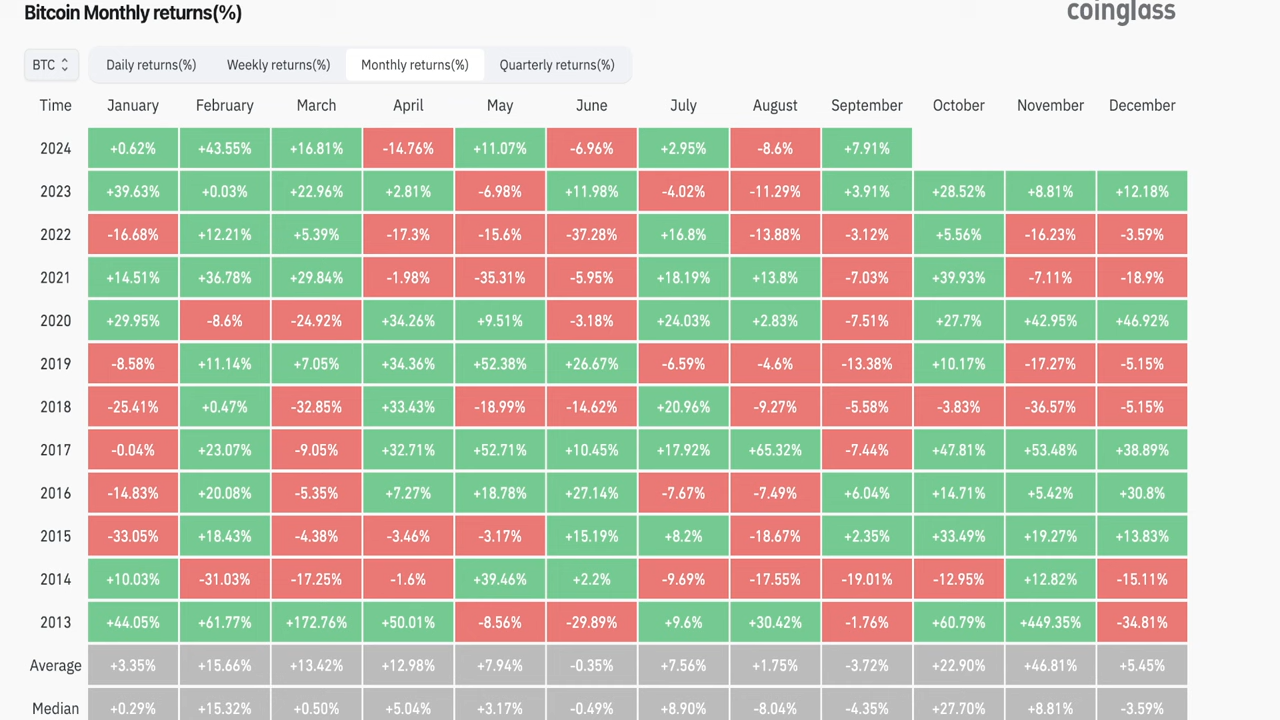 Bitcoin Monthly returns(%)
coinglass
BTC Daily returns(%) Weekly returns(%) Monthly returns(%) Quarterly returns(%)
Time January February March April May June July August September October November December
2024 +0.62% +43.55% +16.81% -14.76% +11.07% -6.96% +2.95% -8.6% +7.91%
2023 +39.63% +0.03% +22.96% +2.81% -6.98% +11.98% -4.02% -11.29% +3.91% +28.52% +8.81% +12.18%
2022 -16.68% +12.21% +5.39% -17.3% -15.6% -37.28% +16.8% -13.88% -3.12% +5.56% -16.23% -3.59%
2021 +14.51% +36.78% +29.84% -1.98% -35.31% -5.95% +18.19% +13.8% -7.03% +39.93% -7.11% -18.9%
2020 +29.95% -8.6% -24.92% +34.26% +9.51% -3.18% +24.03% +2.83% -7.51% +27.7% +42.95% +46.92%
2019 -8.58% +11.14% +7.05% +34.36% +52.38% +26.67% -6.59% -4.6% -13.38% +10.17% -17.27% -5.15%
2018 -25.41% +0.47% -32.85% +33.43% -18.99% -14.62% +20.96% -9.27% -5.58% -3.83% -36.57% -5.15%
2017 -0.04% +23.07% -9.05% +32.71% +52.71% +10.45% +17.92% +65.32% -7.44% +47.81% +53.48% +38.89%
2016 -14.83% +20.08% -5.35% +7.27% +18.78% +27.14% -7.67% -7.49% +6.04% +14.71% +5.42% +30.8%
2015 -33.05% +18.43% -4.38% -3.46% -3.17% +15.19% +8.2% -18.67% +2.35% +33.49% +19.27% +13.83%
2014 +10.03% -31.03% -17.25% -1.6% +39.46% +2.2% -9.69% -17.55% -19.01% -12.95% +12.82% -15.11%
2013 +44.05% +61.77% +172.76% +50.01% -8.56% -29.89% +9.6% +30.42% -1.76% +60.79% +449.35% -34.81%
Average +3.35% +15.66% +13.42% +12.98% +7.94% -0.35% +7.56% +1.75% -3.72% +22.90% +46.81% +5.45%
Median +0.29% +15.32% +0.50% +5.04% +3.17% -0.49% +8.90% -8.04% -4.35% +27.70% +8.81% -3.59%